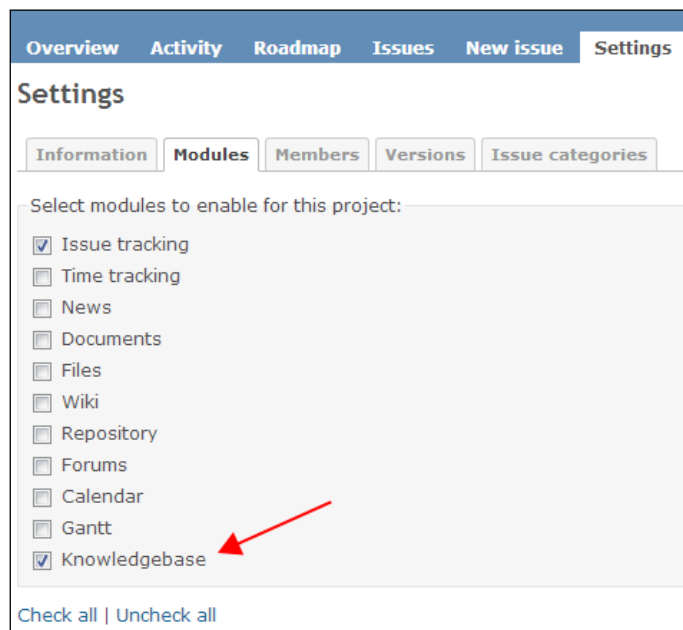 Overview Activity Roadmap Issues New issue Settings
Settings
Information Modules Members Versions Issue categories
Select modules to enable for this project:
Issue tracking
Time tracking
News
Documents
Files
Wiki
Repository
Forums
Calendar
Gantt
Knowledgebase
Check all | Uncheck all